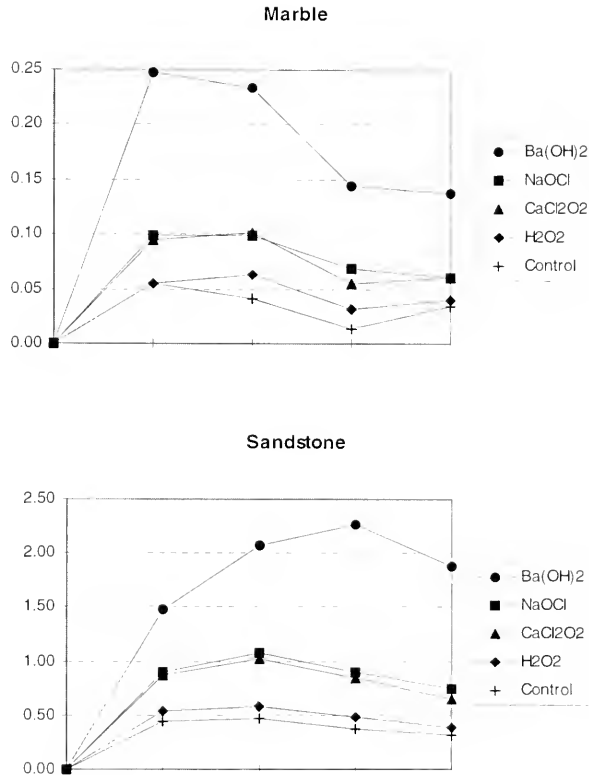 Marble
0.25
0.20
0.15
0.10
0.05
0.00
Ba(OH)2
NaOCl
CaCl2O2
H2O2
Control
Sandstone
2.50
2.00
1.50
1.00
0.50
0.00
Ba(OH)2
NaOCl
CaCl2O2
H2O2
Control